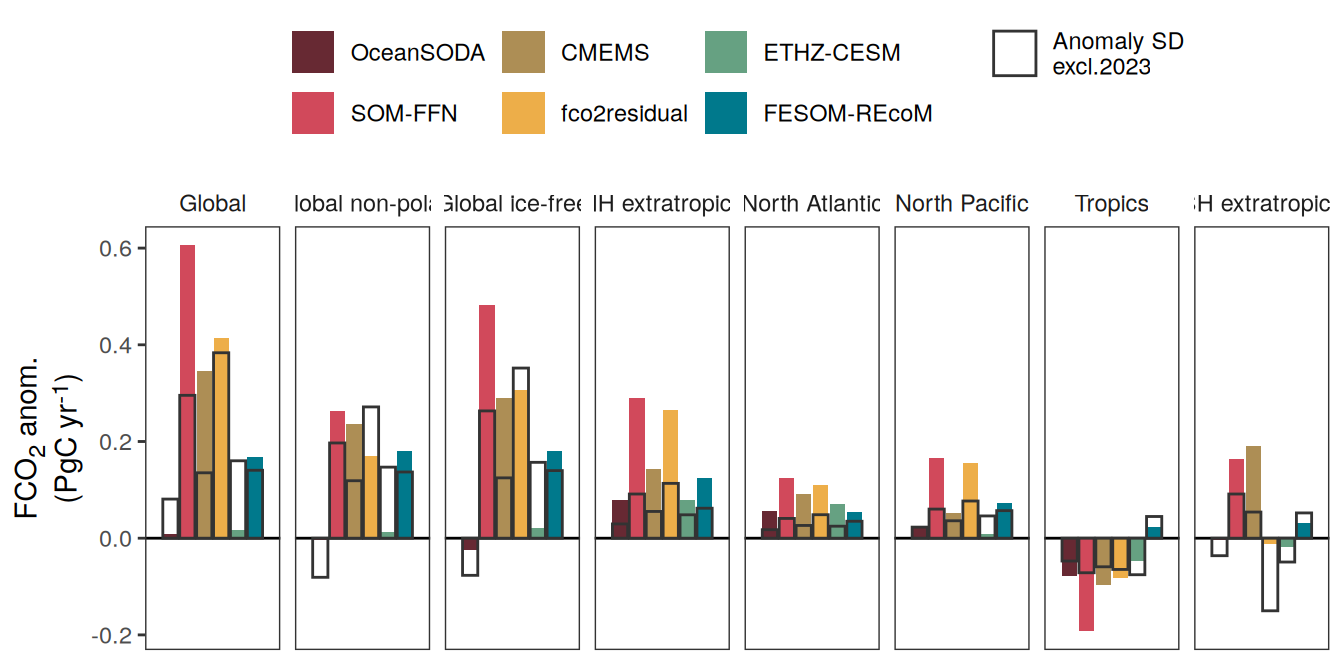 OceanSODA CMEMS ETHZ-CESM Anomaly SD
excl.2023
SOM-FFN fco2residual FESOM-REcoM
Global lobal non-pola Global ice-free IH extratropic North Atlantic North Pacific Tropics SH extratropic
FCO2 anom.
(PgC yr-1)
0.6
0.4
0.2
0.0
-0.2